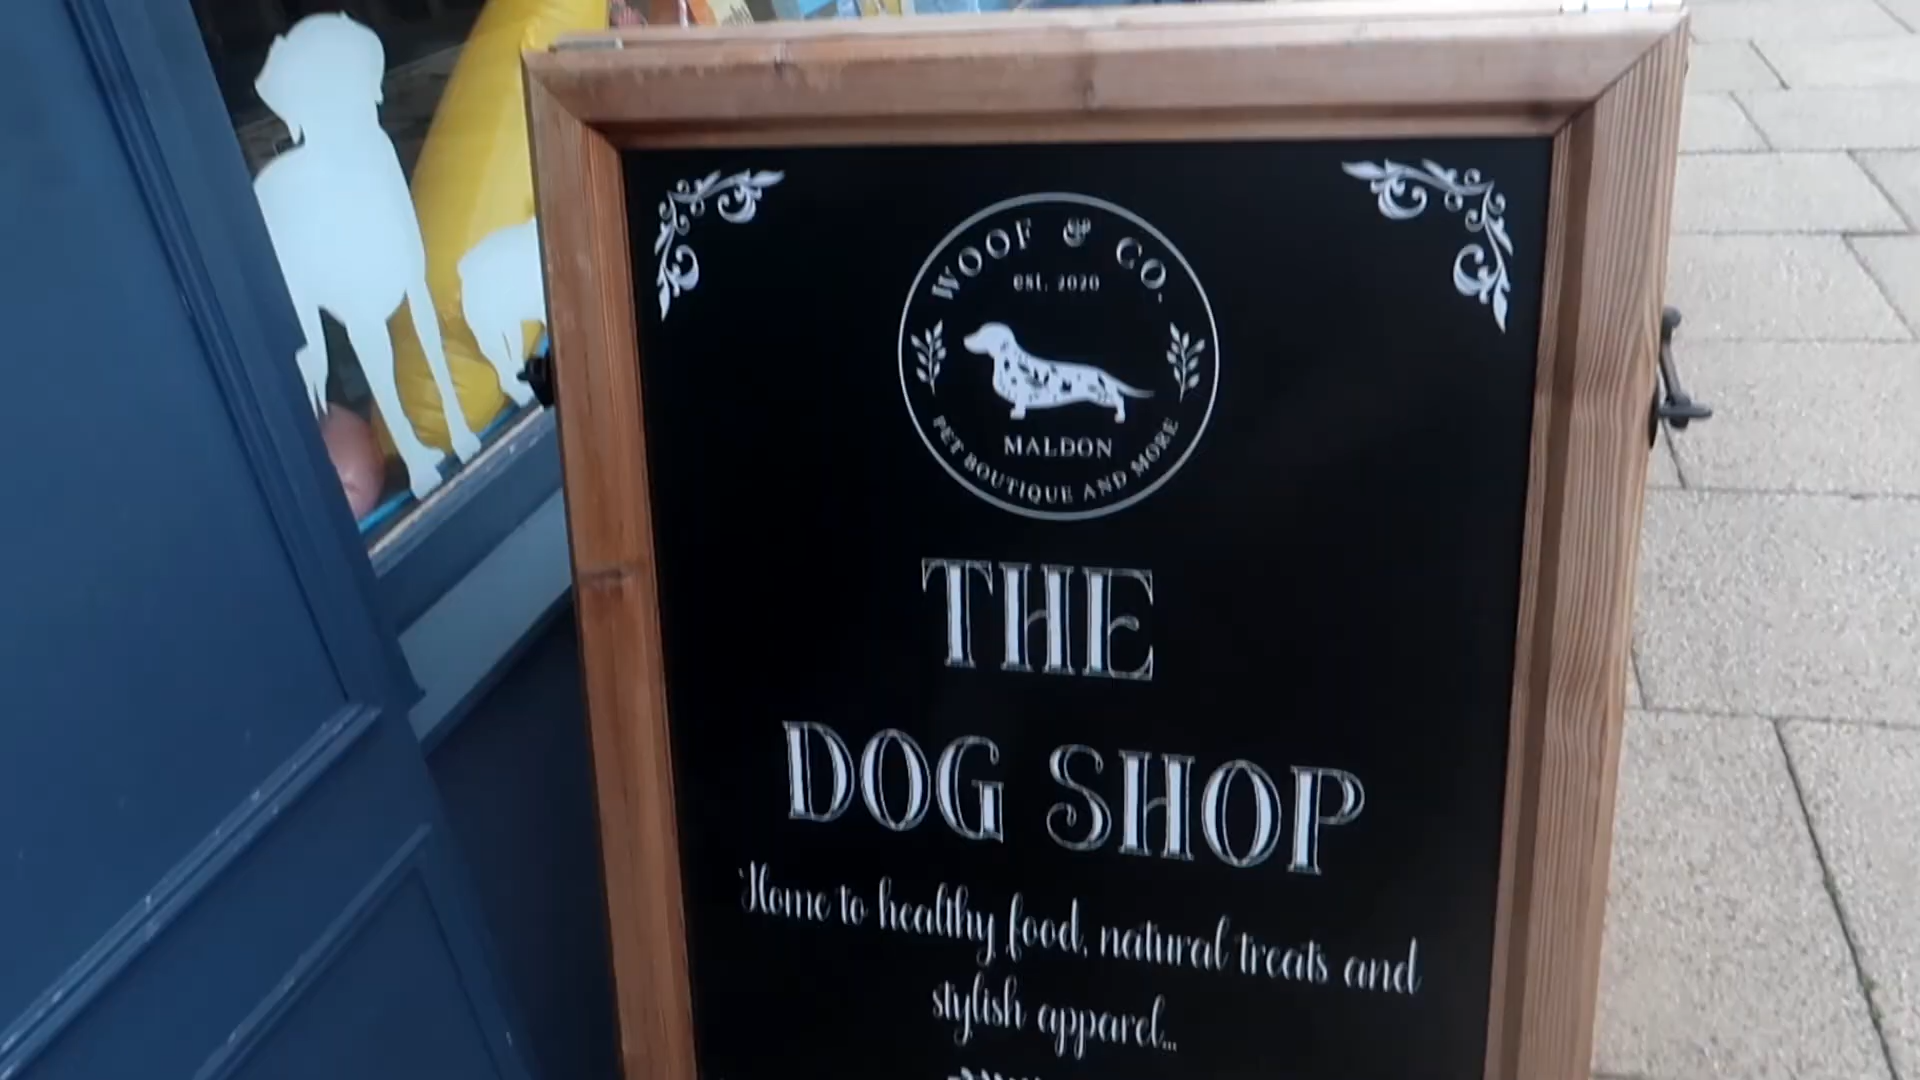 WOOF & CO.
EST. 2020
MALDON
PET BOUTIQUE AND MORE
THE
DOG SHOP
Home to healthy food, natural treats and
stylish apparel...